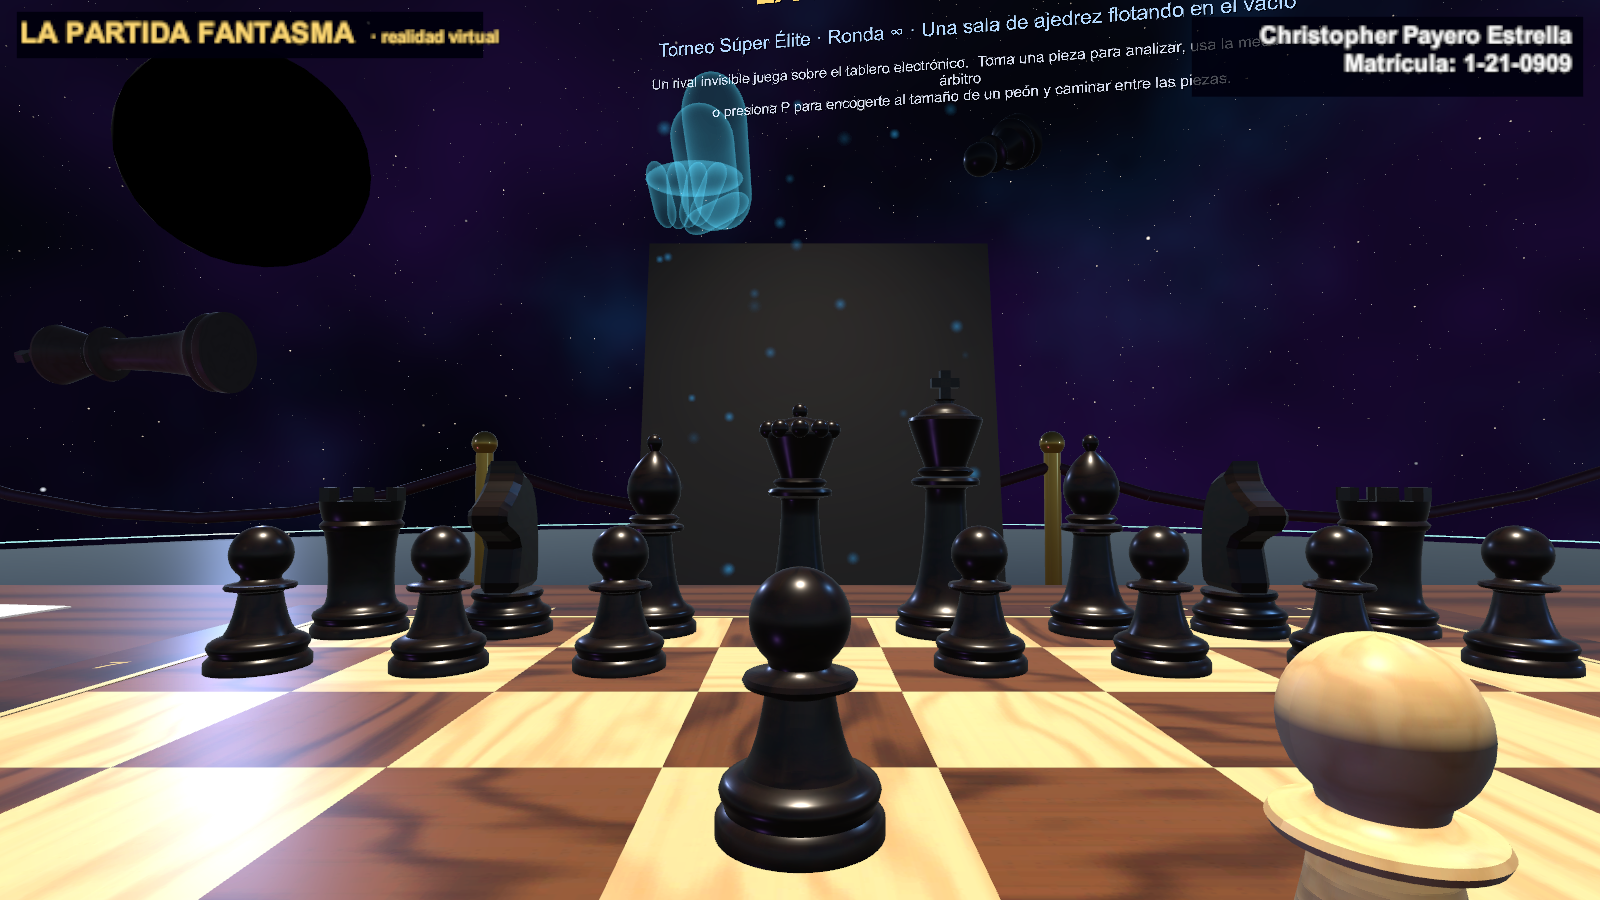 LA PARTIDA FANTASMA · realidad virtual
Christopher Payero Estrella
Matrícula: 1-21-0909
Torneo Súper Élite · Ronda ∞ · Una sala de ajedrez flotando en el vacío
Un rival invisible juega sobre el tablero electrónico. Toma una pieza para analizar, usa la
árbitro
o presiona P para encogerte al tamaño de un peón y caminar entre las piezas.